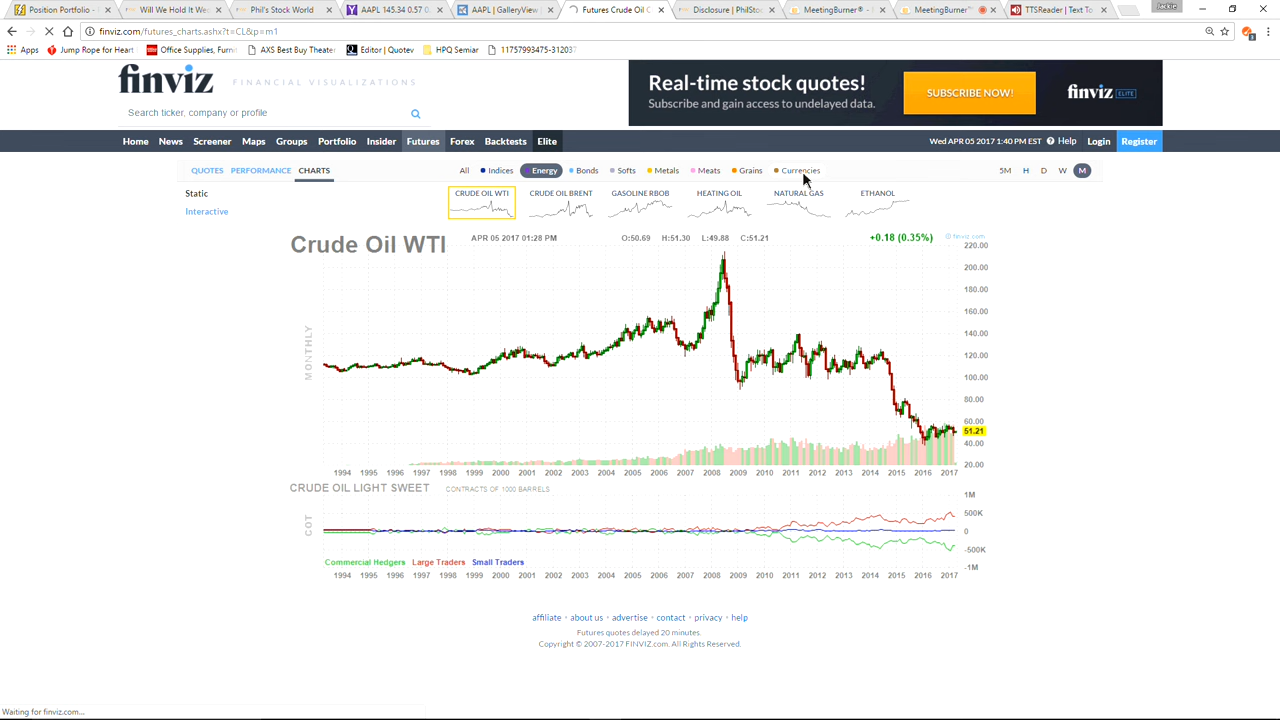 Position Portfolio -
Will We Hold It We
Phil's Stock World
AAPL 145.34 0.57 0.
AAPL | GalleryView
Futures Crude Oil C
Disclosure | PhilSto
MeetingBurner® -
MeetingBurner™
TTSReader | Text To
Jackie
finviz.com/futures_charts.ashx?t=CL&p=m1
Apps
Jump Rope for Heart
Office Supplies, Furni
AXS Best Buy Theater
Editor | Quotev
HPQ Semiar
11757993475-312037
finviz FINANCIAL VISUALIZATIONS
Search ticker, company or profile
Real-time stock quotes!
Subscribe and gain access to undelayed data.
SUBSCRIBE NOW!
finviz ELITE
Home News Screener Maps Groups Portfolio Insider Futures Forex Backtests Elite
Wed APR 05 2017 1:40 PM EST Help Login Register
QUOTES PERFORMANCE CHARTS
All Indices Energy Bonds Softs Metals Meats Grains Currencies
5M H D W M
Static
Interactive
CRUDE OIL WTI CRUDE OIL BRENT GASOLINE RBOB HEATING OIL NATURAL GAS ETHANOL
Crude Oil WTI APR 05 2017 01:28 PM O:50.69 H:51.30 L:49.88 C:51.21 +0.18 (0.35%) © finviz.com
220.00
200.00
180.00
160.00
140.00
120.00
100.00
80.00
60.00
51.21
40.00
20.00
MONTHLY
1994 1995 1996 1997 1998 1999 2000 2001 2002 2003 2004 2005 2006 2007 2008 2009 2010 2011 2012 2013 2014 2015 2016 2017
CRUDE OIL LIGHT SWEET CONTRACTS OF 1000 BARRELS
1M
500K
0
-500K
-1M
COT
Commercial Hedgers Large Traders Small Traders
1994 1995 1996 1997 1998 1999 2000 2001 2002 2003 2004 2005 2006 2007 2008 2009 2010 2011 2012 2013 2014 2015 2016 2017
affiliate • about us • advertise • contact • privacy • help
Futures quotes delayed 20 minutes.
Copyright © 2007-2017 FINVIZ.com. All Rights Reserved.
Waiting for finviz.com...